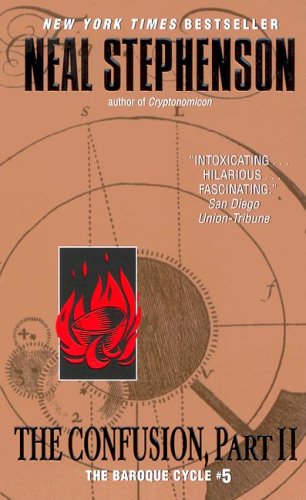 NEW YORK TIMES BESTSELLER
NEAL STEPHENSON
author of Cryptonomicon
"INTOXICATING...
HILARIOUS...
FASCINATING."
San Diego
Union-Tribune
THE CONFUSION, PART II
THE BAROQUE CYCLE #5